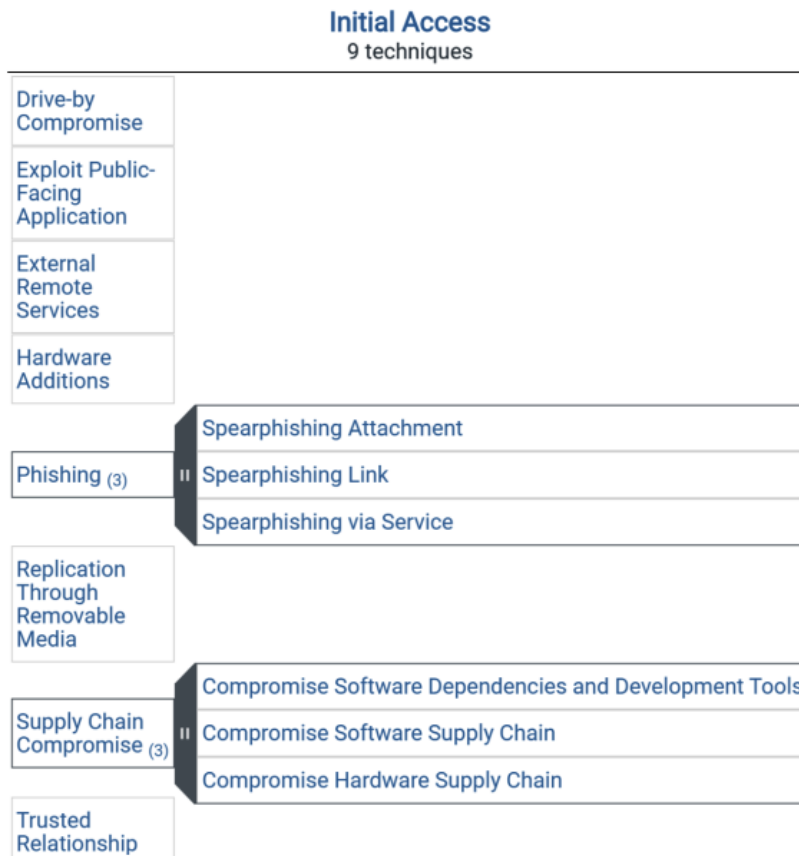 Initial Access
9 techniques
Drive-by
Compromise
Exploit Public-
Facing
Application
External
Remote
Services
Hardware
Additions
Phishing (3)
Spearphishing Attachment
Spearphishing Link
Spearphishing via Service
Replication
Through
Removable
Media
Supply Chain
Compromise (3)
Compromise Software Dependencies and Development Tools
Compromise Software Supply Chain
Compromise Hardware Supply Chain
Trusted
Relationship